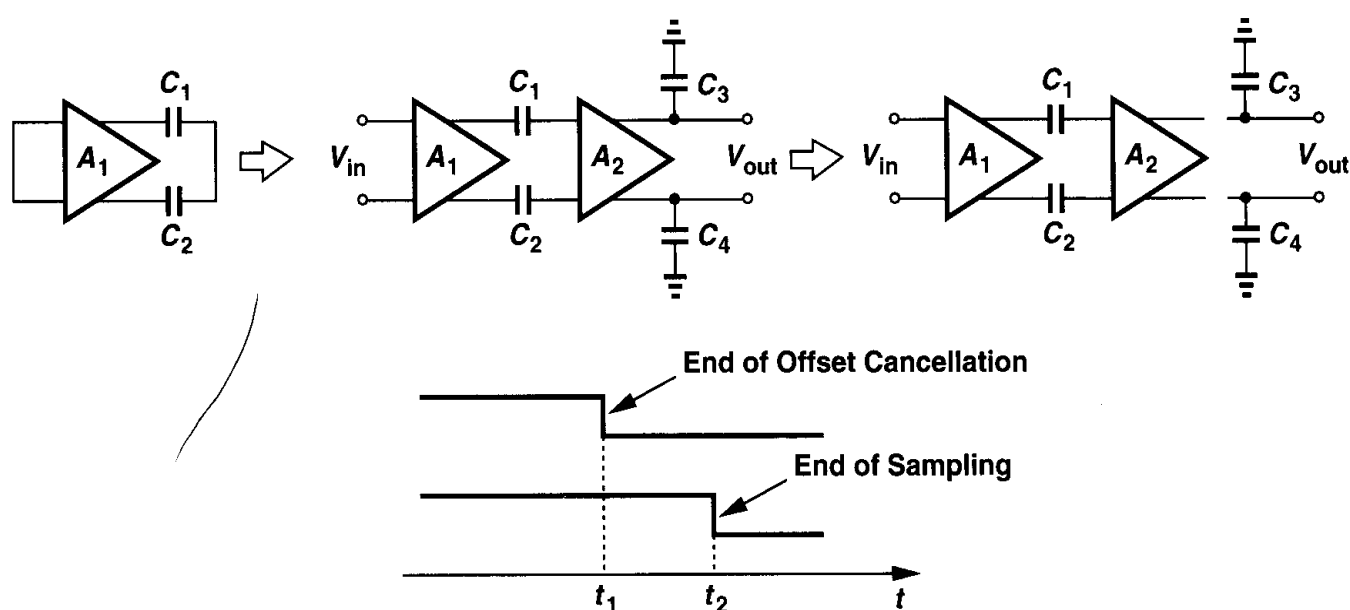 C1
A1
C2
Vin
C1
A1
C2
A2
C3
Vout
C4
Vin
C1
A1
C2
A2
C3
Vout
C4
End of Offset Cancellation
End of Sampling
t1
t2
t